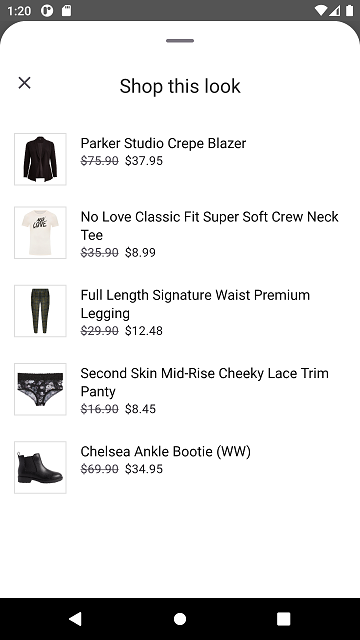 1:20
Shop this look
Parker Studio Crepe Blazer
$75.90 $37.95
No Love Classic Fit Super Soft Crew Neck
Tee
$35.90 $8.99
Full Length Signature Waist Premium
Legging
$29.90 $12.48
Second Skin Mid-Rise Cheeky Lace Trim
Panty
$16.90 $8.45
Chelsea Ankle Bootie (WW)
$69.90 $34.95